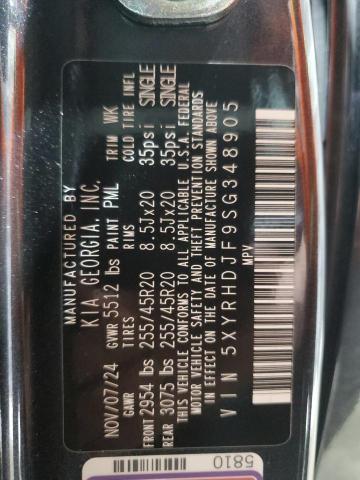 MANUFACTURED BY
KIA GEORGIA, INC.
NOV/07/24 GVWR 5512 lbs PAINT PML TRIM WK
GAWR TIRES RIMS COLD TIRE INFL
FRONT 2954 lbs 255/45R20 8.5Jx20 35psi SINGLE
REAR 3075 lbs 255/45R20 8.5Jx20 35psi SINGLE
THIS VEHICLE CONFORMS TO ALL APPLICABLE U.S.A. FEDERAL
MOTOR VEHICLE SAFETY AND THEFT PREVENTION STANDARDS
IN EFFECT ON THE DATE OF MANUFACTURE SHOWN ABOVE
VIN 5XYRHDJF9SG348905
MPV
5810